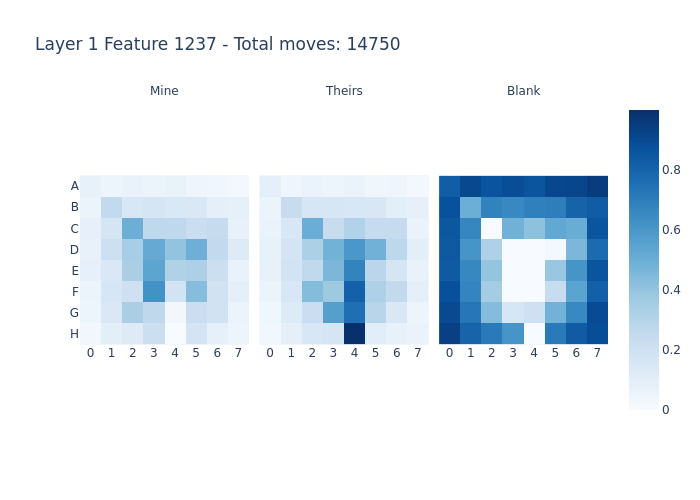 Layer 1 Feature 1237 - Total moves: 14750
Mine
Theirs
Blank
A
B
C
D
E
F
G
H
0 1 2 3 4 5 6 7
0 1 2 3 4 5 6 7
0 1 2 3 4 5 6 7
0.8
0.6
0.4
0.2
0